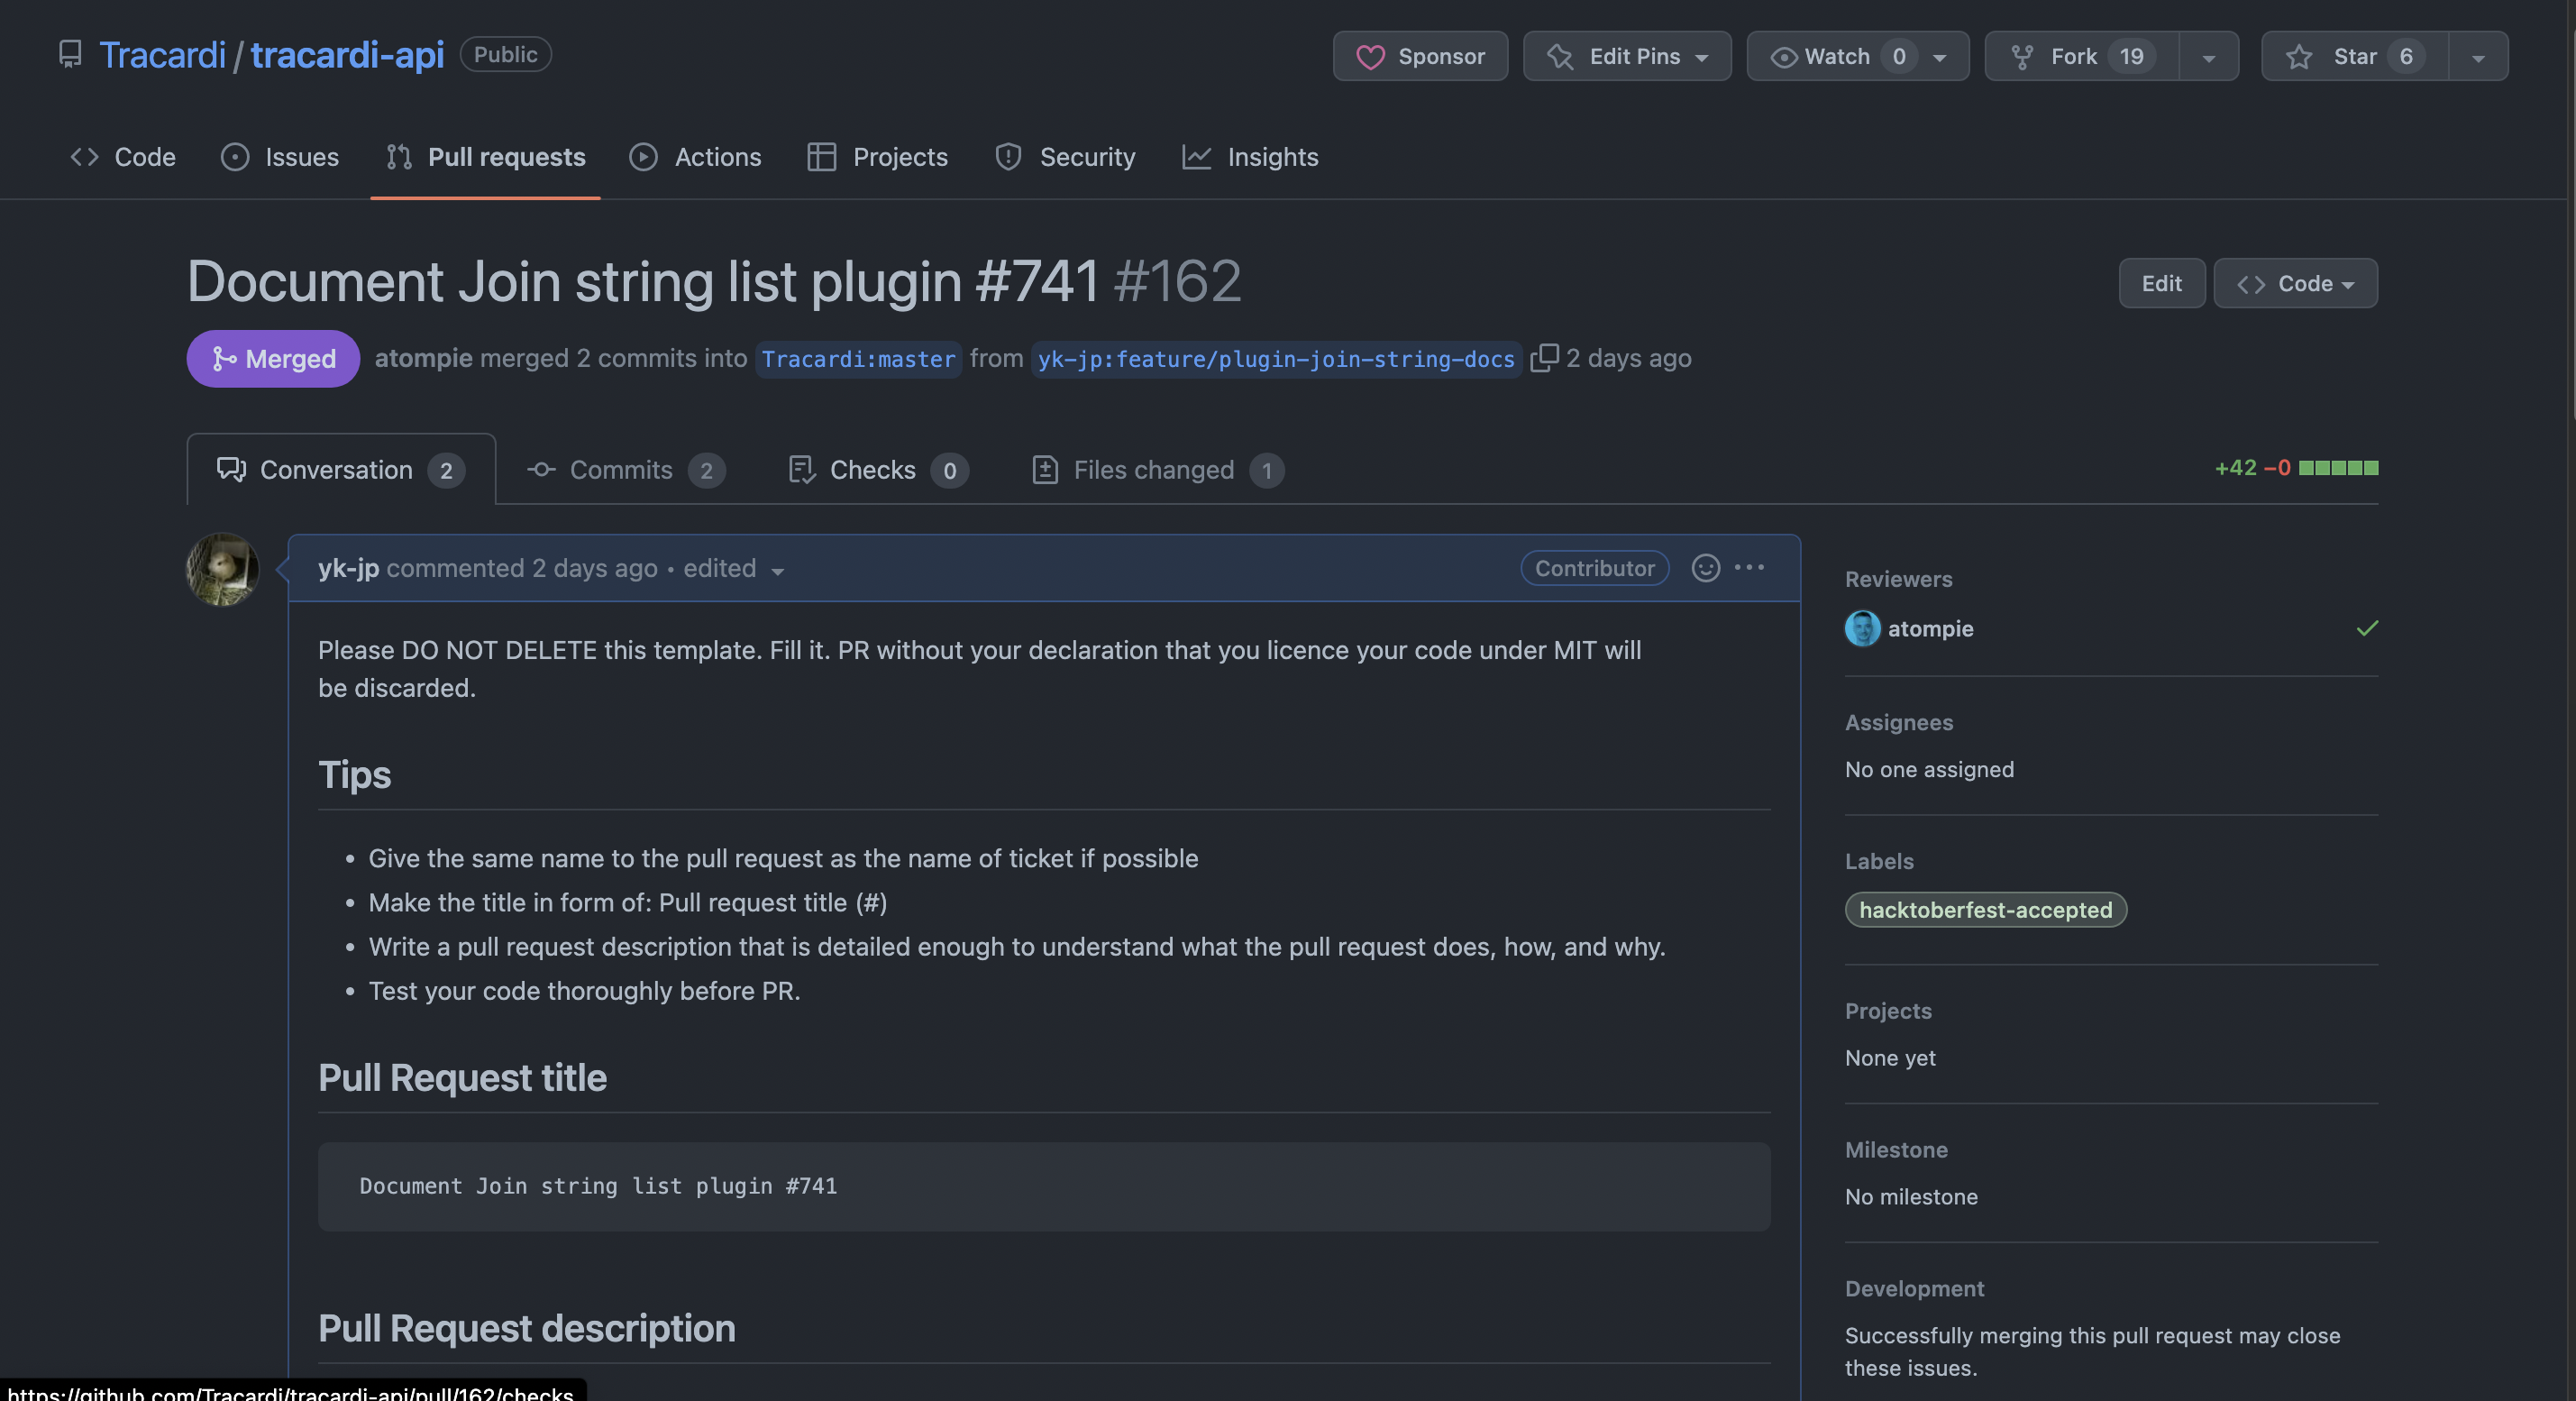 Tracardi / tracardi-api Public Sponsor Edit Pins Watch 0 Fork 19 Star 6
Code Issues Pull requests Actions Projects Security Insights
Document Join string list plugin #741 #162 Edit Code
Merged atompie merged 2 commits into Tracardi:master from yk-jp:feature/plugin-join-string-docs 2 days ago
Conversation 2 Commits 2 Checks 0 Files changed 1 +42 −0
yk-jp commented 2 days ago • edited Contributor
Please DO NOT DELETE this template. Fill it. PR without your declaration that you licence your code under MIT will
be discarded.
Tips
• Give the same name to the pull request as the name of ticket if possible
• Make the title in form of: Pull request title (#)
• Write a pull request description that is detailed enough to understand what the pull request does, how, and why.
• Test your code thoroughly before PR.
Pull Request title
Document Join string list plugin #741
Pull Request description
Reviewers
atompie
Assignees
No one assigned
Labels
hacktoberfest-accepted
Projects
None yet
Milestone
No milestone
Development
Successfully merging this pull request may close
these issues.
https://github.com/Tracardi/tracardi-api/pull/162/checks